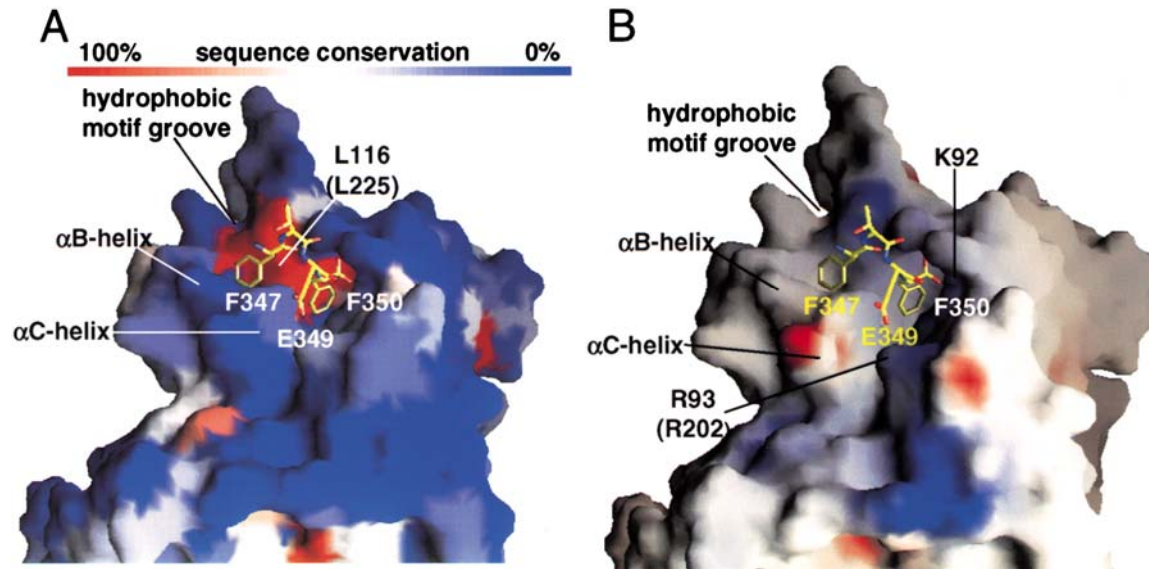 A
100% sequence conservation 0%
hydrophobic
motif groove
L116
(L225)
αB-helix
F347
F350
αC-helix
E349
B
hydrophobic
motif groove
K92
αB-helix
F347
F350
E349
αC-helix
R93
(R202)